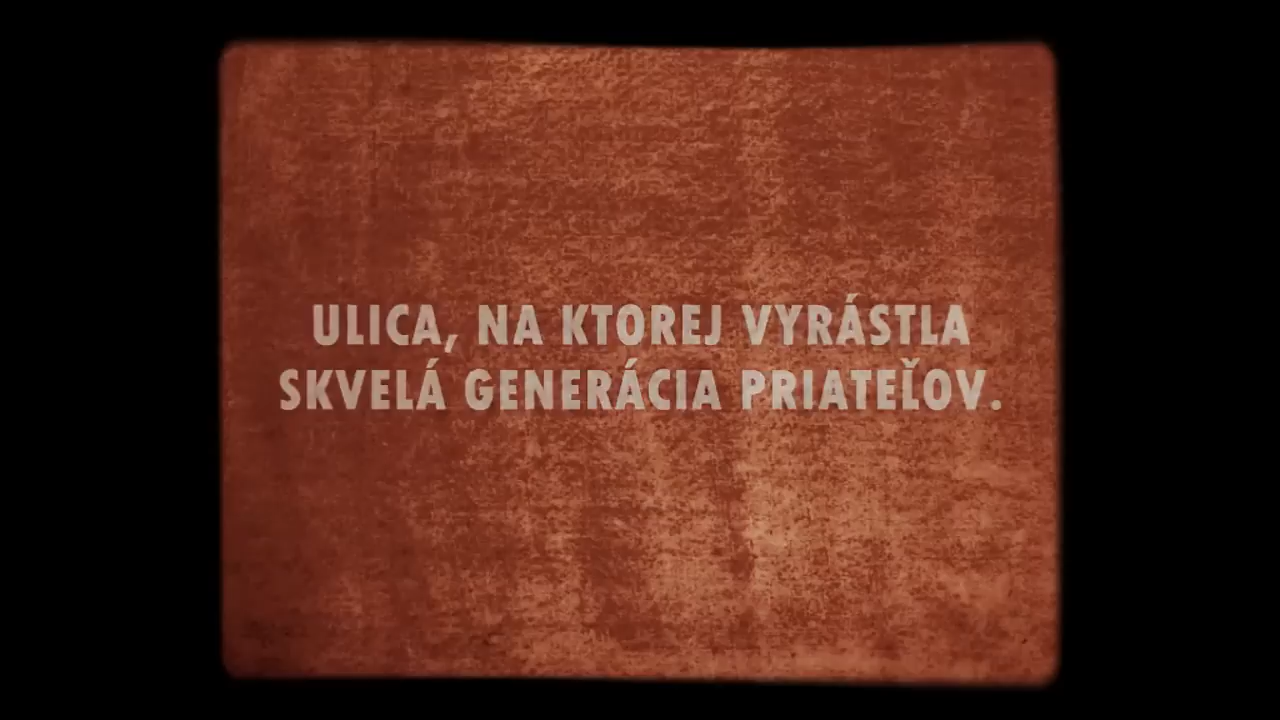 ULICA, NA KTOREJ VYRÁSTLA
SKVELÁ GENERÁCIA PRIATEĽOV.